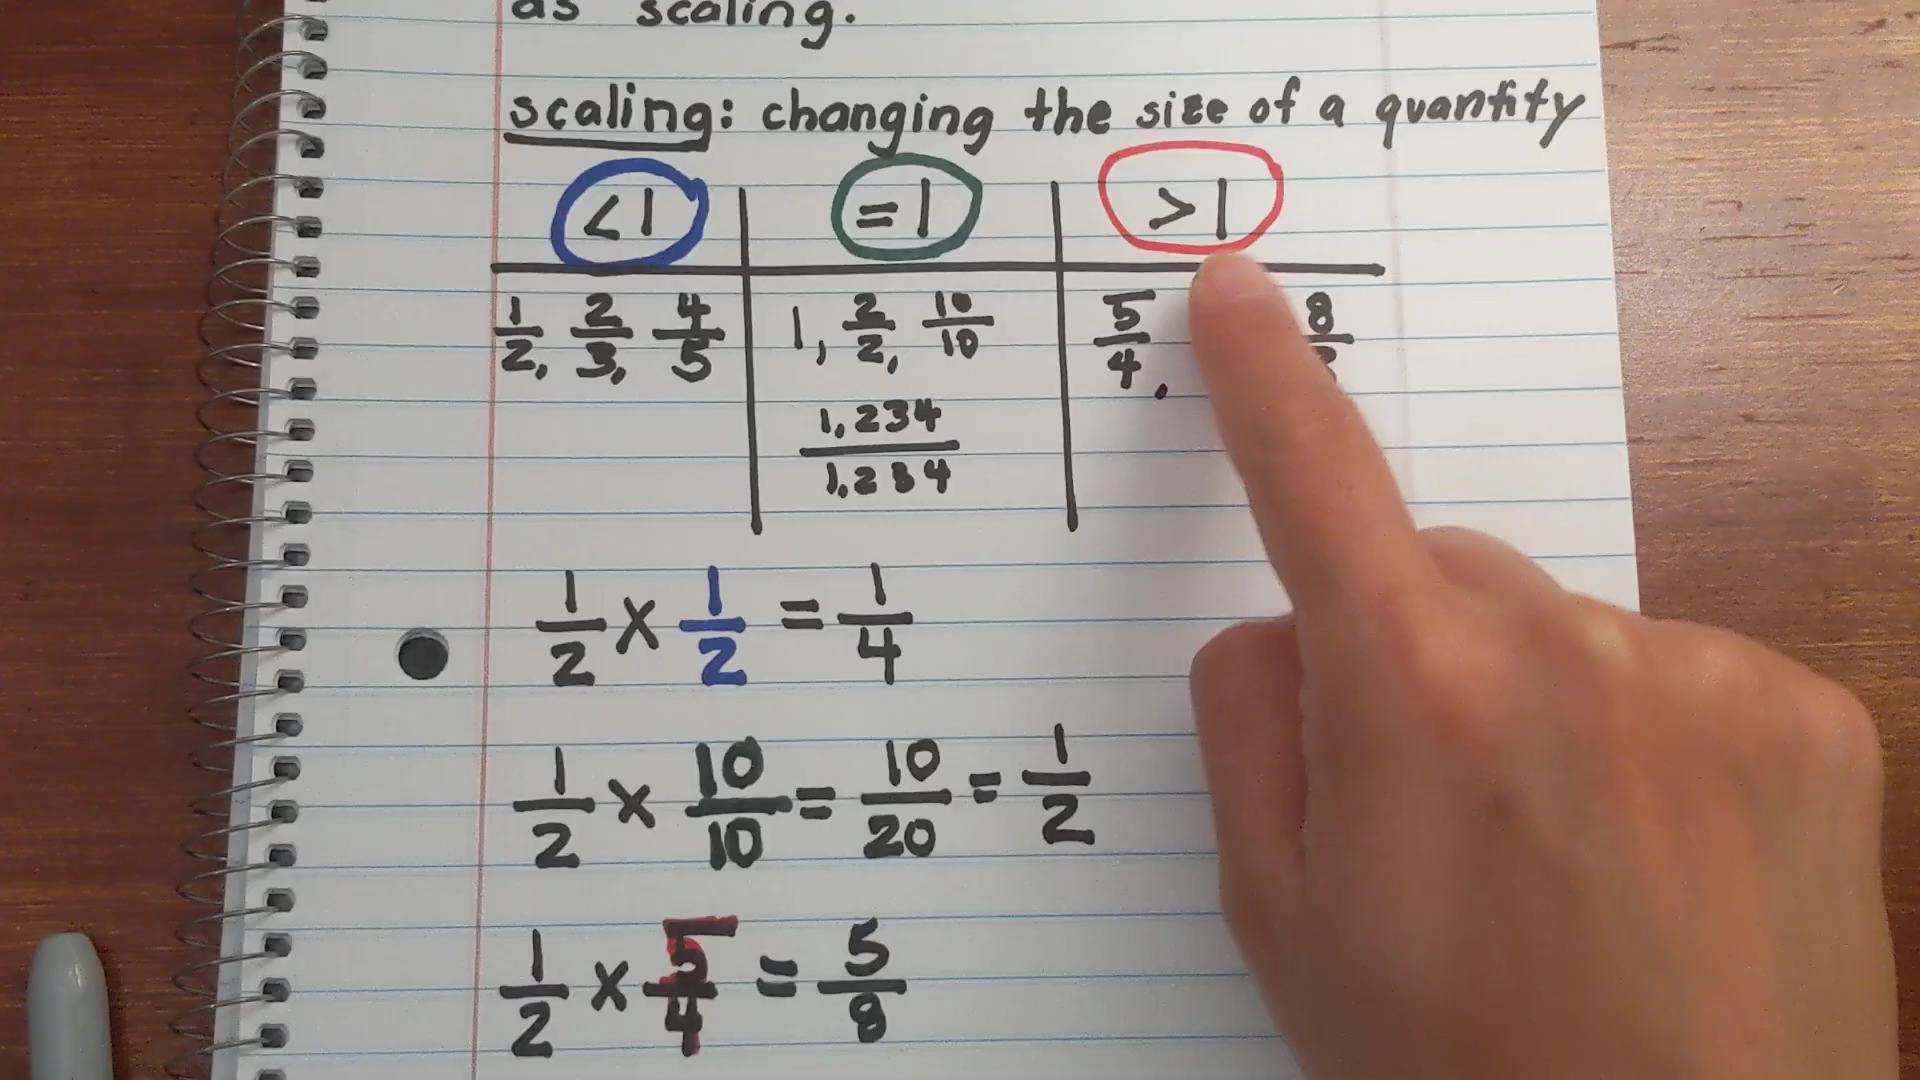 as scaling.
scaling: changing the size of a quantity
<1 =1 >1
1/2, 2/3, 4/5 1, 2/2, 10/10 5/4, 8/
1,234/1,234
1/2 x 1/2 = 1/4
1/2 x 10/10 = 10/20 = 1/2
1/2 x 5/4 = 5/8